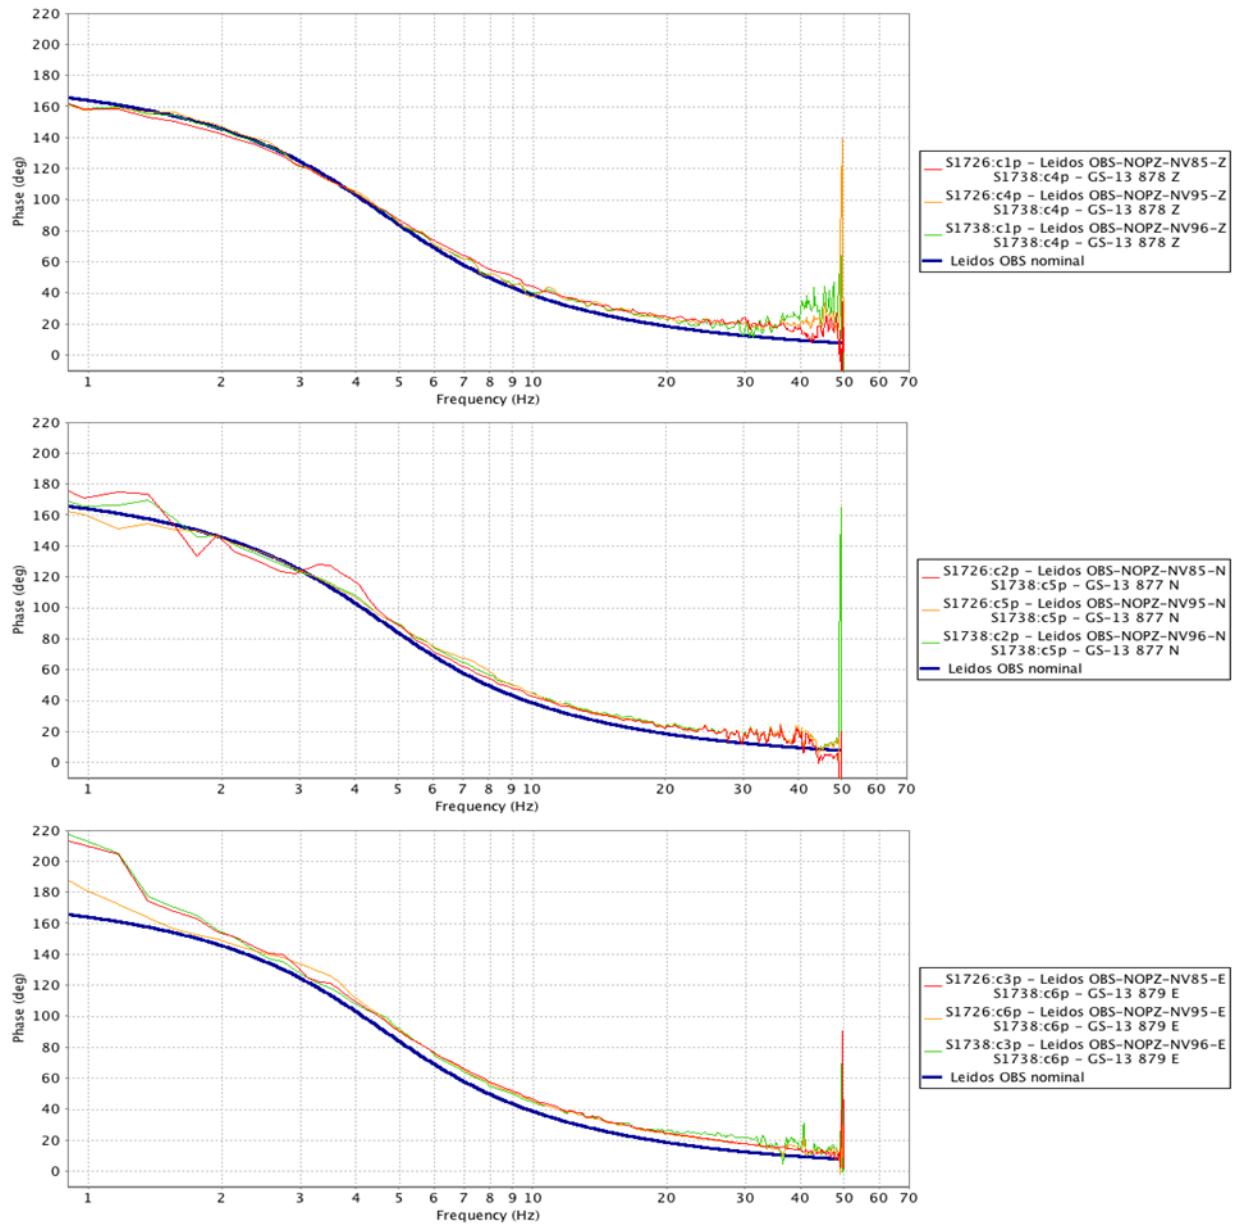 220
200
180
160
140
120
100
80
60
40
20
0
Phase (deg)
1 2 3 4 5 6 7 8 9 10 20 30 40 50 60 70
Frequency (Hz)
S1726:c1p – Leidos OBS–NOPZ–NV85–Z
S1738:c4p – GS–13 878 Z
S1726:c4p – Leidos OBS–NOPZ–NV95–Z
S1738:c4p – GS–13 878 Z
S1738:c1p – Leidos OBS–NOPZ–NV96–Z
S1738:c4p – GS–13 878 Z
Leidos OBS nominal
220
200
180
160
140
120
100
80
60
40
20
0
Phase (deg)
1 2 3 4 5 6 7 8 9 10 20 30 40 50 60 70
Frequency (Hz)
S1726:c2p – Leidos OBS–NOPZ–NV85–N
S1738:c5p – GS–13 877 N
S1726:c5p – Leidos OBS–NOPZ–NV95–N
S1738:c5p – GS–13 877 N
S1738:c2p – Leidos OBS–NOPZ–NV96–N
S1738:c5p – GS–13 877 N
Leidos OBS nominal
220
200
180
160
140
120
100
80
60
40
20
0
Phase (deg)
1 2 3 4 5 6 7 8 9 10 20 30 40 50 60 70
Frequency (Hz)
S1726:c3p – Leidos OBS–NOPZ–NV85–E
S1738:c6p – GS–13 879 E
S1726:c6p – Leidos OBS–NOPZ–NV95–E
S1738:c6p – GS–13 879 E
S1738:c3p – Leidos OBS–NOPZ–NV96–E
S1738:c6p – GS–13 879 E
Leidos OBS nominal